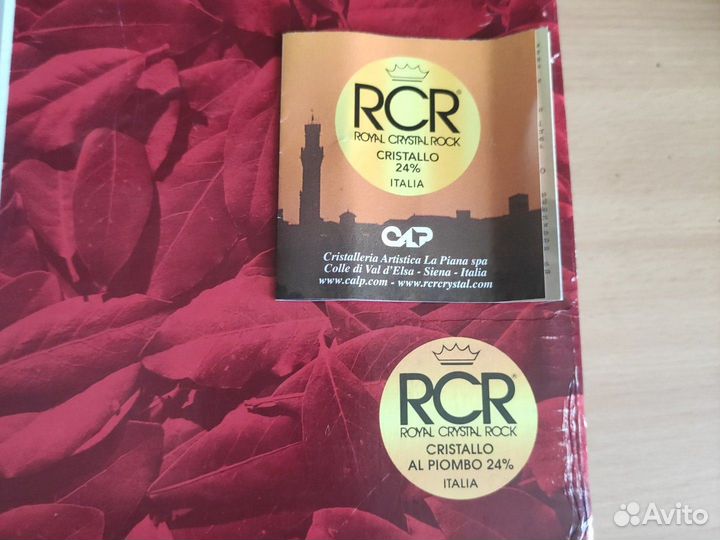 RCR®
ROYAL CRYSTAL ROCK
CRISTALLO
24%
ITALIA
CALP
Cristalleria Artistica La Piana spa
Colle di Val d'Elsa - Siena - Italia
www.calp.com - www.rcrcrystal.com
RCR®
ROYAL CRYSTAL ROCK
CRISTALLO
AL PIOMBO 24%
ITALIA
Avito